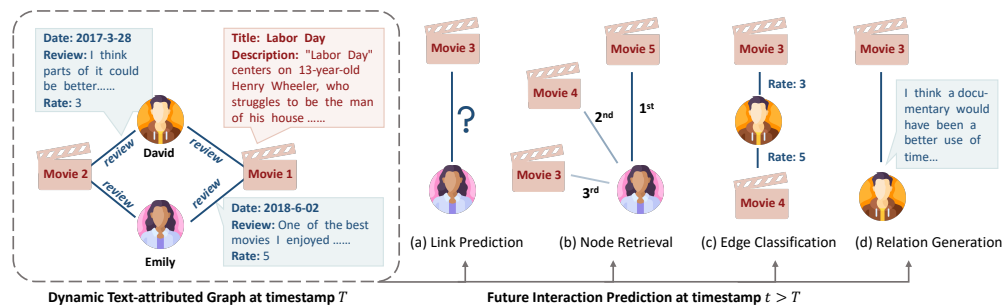 Date: 2017-3-28
Review: I think
parts of it could
be better……
Rate: 3
Title: Labor Day
Description: "Labor Day"
centers on 13-year-old
Henry Wheeler, who
struggles to be the man
of his house ……
review
review
David
Movie 2
Movie 1
review
review
Emily
Date: 2018-6-02
Review: One of the best
movies I enjoyed ……
Rate: 5
Movie 3
?
(a) Link Prediction
Movie 5
Movie 4
Movie 3
1st
2nd
3rd
(b) Node Retrieval
Movie 3
Rate: 3
Rate: 5
Movie 4
(c) Edge Classification
Movie 3
I think a docu-
mentary would
have been a
better use of
time…
(d) Relation Generation
Dynamic Text-attributed Graph at timestamp T
Future Interaction Prediction at timestamp t > T